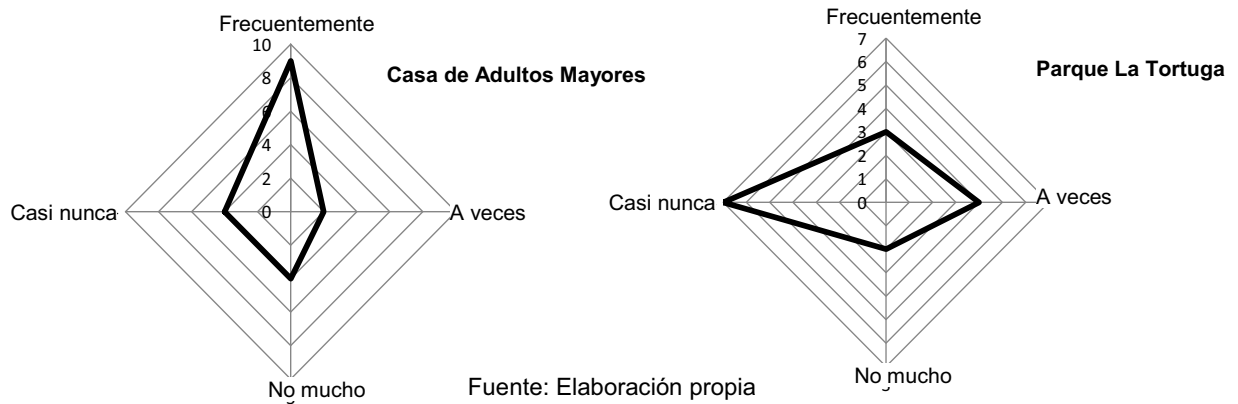 Frecuentemente
10
8
6
4
2
0
Casa de Adultos Mayores
Casi nunca
A veces
No mucho
Frecuentemente
7
6
5
4
3
2
1
0
Parque La Tortuga
Casi nunca
A veces
No mucho
Fuente: Elaboración propia